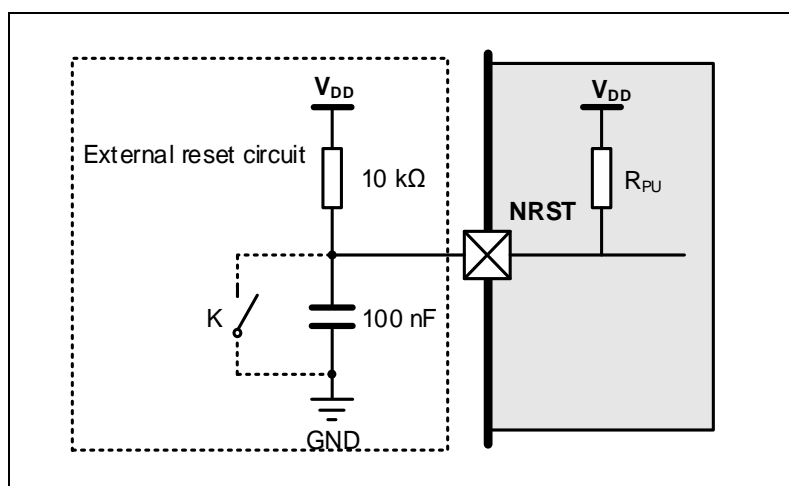 V_DD
V_DD
External reset circuit
10 kΩ
R_PU
NRST
K
100 nF
GND